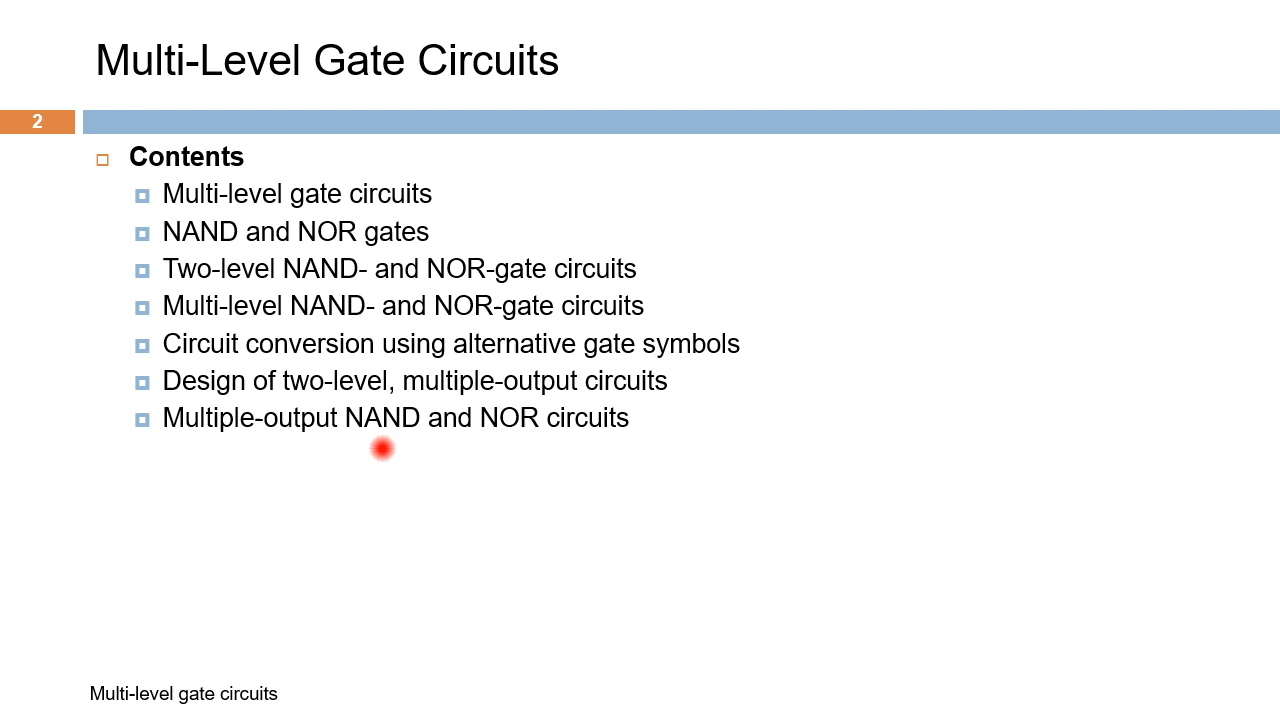 Multi-Level Gate Circuits
2
Contents
Multi-level gate circuits
NAND and NOR gates
Two-level NAND- and NOR-gate circuits
Multi-level NAND- and NOR-gate circuits
Circuit conversion using alternative gate symbols
Design of two-level, multiple-output circuits
Multiple-output NAND and NOR circuits
Multi-level gate circuits